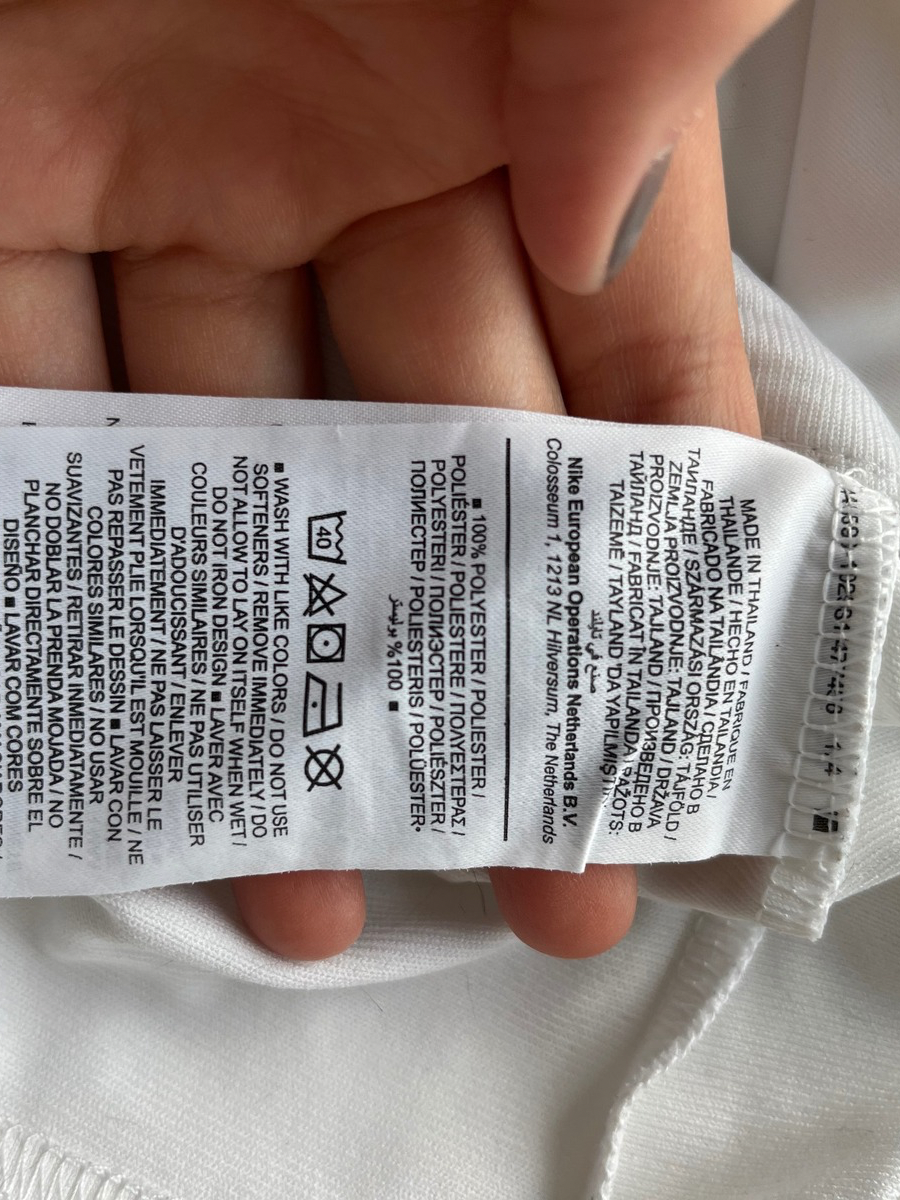 MADE IN THAILAND / FABRIQUE EN
THAILANDE / HECHO EN TAILANDIA /
FABRICADO NA TAILÂNDIA / СДЕЛАНО В
ТАИЛАНДЕ / SZÁRMAZÁSI ORSZÁG: TÁJFÖLD /
ZEMLJA PROIZVODNJE: TAJLAND / DRŽAVA
PROIZVODNJE: TAJLAND / ПРОИЗВЕДЕНО В
ТАЙЛАНД / FABRICAT ÎN TAILANDA / RAŽOTS:
TAIZEMĒ / TAYLAND 'DA YAPILMIŞTIR
صنع في تايلند
Nike European Operations Netherlands B.V.
Colosseum 1, 1213 NL Hilversum, The Netherlands
■ 100% POLYESTER / POLIESTER /
POLIÉSTER / POLIESTERE / ΠΟΛΥΕΣΤΕΡΑΣ /
POLYESTERI / ПОЛИЭСТЕР / POLIÉSZTER /
ПОЛИЕСТЕР / POLIESTERIS / POLÜESTER•
■ 100% بوليستر
40
■ WASH WITH LIKE COLORS / DO NOT USE
SOFTENERS / REMOVE IMMEDIATELY / DO
NOT ALLOW TO LAY ON ITSELF WHEN WET /
DO NOT IRON DESIGN ■ LAVER AVEC
COULEURS SIMILAIRES / NE PAS UTILISER
D'ADOUCISSANT / ENLEVER
IMMEDIATEMENT / NE PAS LAISSER LE
VETEMENT PLIE LORSQU'IL EST MOUILLE / NE
PAS REPASSER LE DESSIN ■ LAVAR CON
COLORES SIMILARES / NO USAR
SUAVIZANTES / RETIRAR INMEDIATAMENTE /
NO DOBLAR LA PRENDA MOJADA / NO
PLANCHAR DIRECTAMENTE SOBRE EL
DISEÑO ■ LAVAR COM CORES